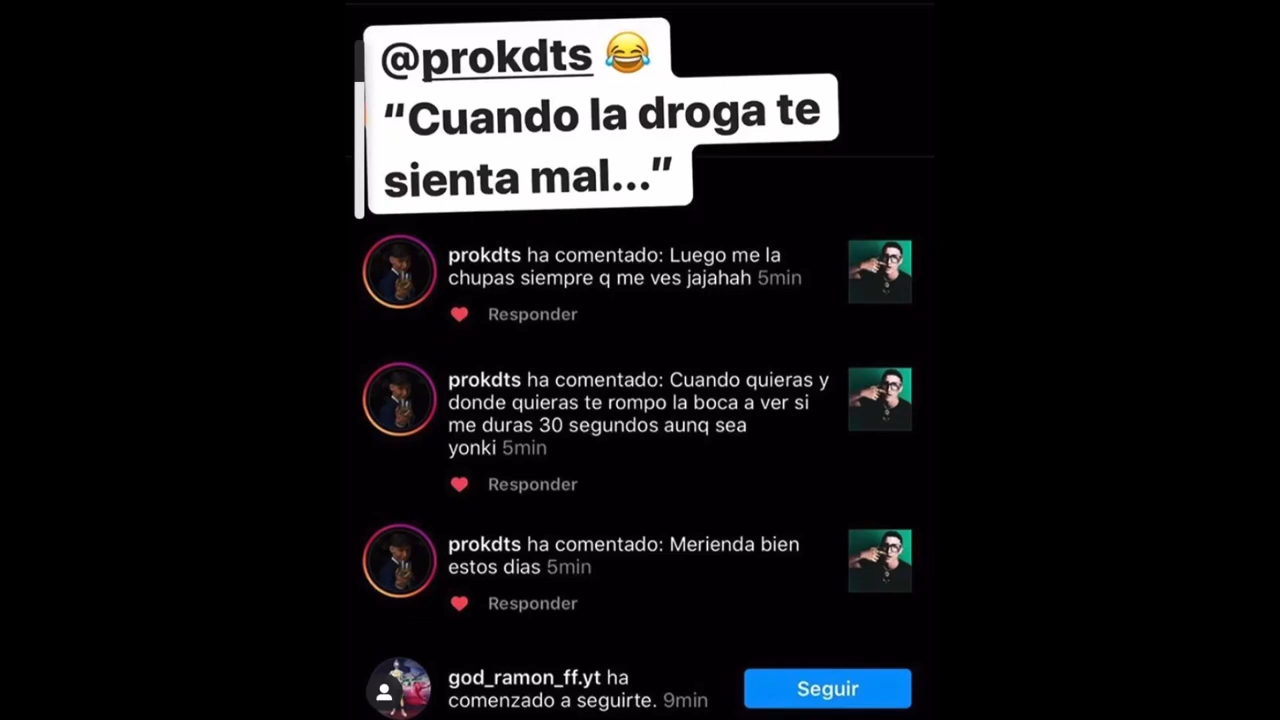 @prokdts 😂
“Cuando la droga te
sienta mal...”
prokdts ha comentado: Luego me la
chupas siempre q me ves jajahah 5min
Responder
prokdts ha comentado: Cuando quieras y
donde quieras te rompo la boca a ver si
me duras 30 segundos aunq sea
yonki 5min
Responder
prokdts ha comentado: Merienda bien
estos dias 5min
Responder
god_ramon_ff.yt ha
comenzado a seguirte. 9min
Seguir